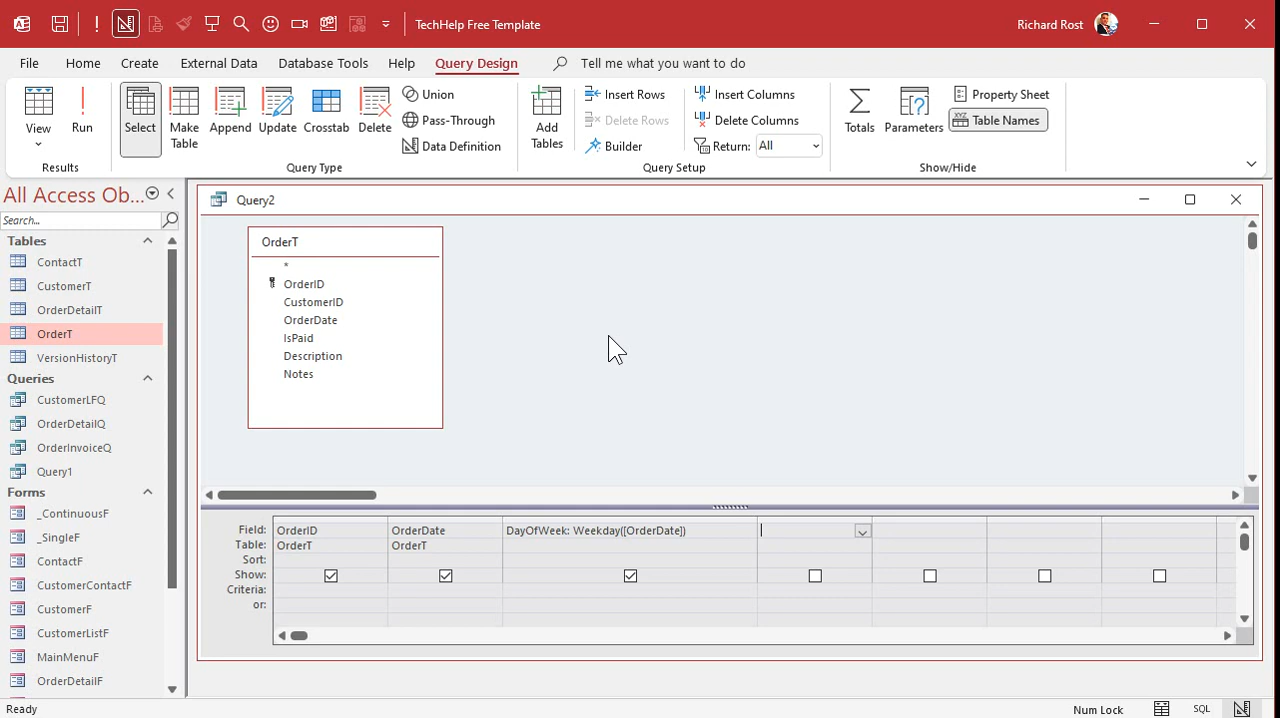 TechHelp Free Template
Richard Rost
File Home Create External Data Database Tools Help Query Design Tell me what you want to do
View
Run
Results
Select
Make Table
Append
Update
Crosstab
Delete
Union
Pass-Through
Data Definition
Query Type
Add Tables
Insert Rows
Delete Rows
Builder
Insert Columns
Delete Columns
Return: All
Query Setup
Totals
Parameters
Property Sheet
XYZ Table Names
Show/Hide
All Access Ob...
Search...
Tables
ContactT
CustomerT
OrderDetailT
OrderT
VersionHistoryT
Queries
CustomerLFQ
OrderDetailQ
OrderInvoiceQ
Query1
Forms
_ContinuousF
_SingleF
ContactF
CustomerContactF
CustomerF
CustomerListF
MainMenuF
OrderDetailF
Query2
OrderT
*
OrderID
CustomerID
OrderDate
IsPaid
Description
Notes
Field: OrderID OrderDate DayOfWeek: Weekday([OrderDate])
Table: OrderT OrderT
Sort:
Show:
Criteria:
or:
Ready
Num Lock
SQL